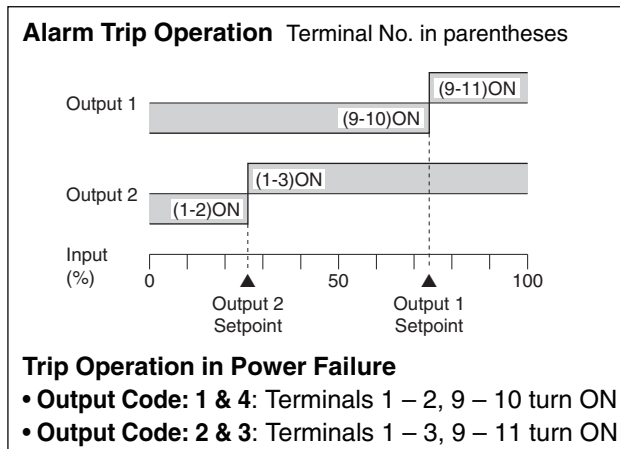 Alarm Trip Operation Terminal No. in parentheses
Output 1
(9-11)ON
(9-10)ON
Output 2
(1-3)ON
(1-2)ON
Input
(%)
0
50
100
▲ ▲
Output 2
Setpoint
Output 1
Setpoint
Trip Operation in Power Failure
• Output Code: 1 & 4: Terminals 1 – 2, 9 – 10 turn ON
• Output Code: 2 & 3: Terminals 1 – 3, 9 – 11 turn ON